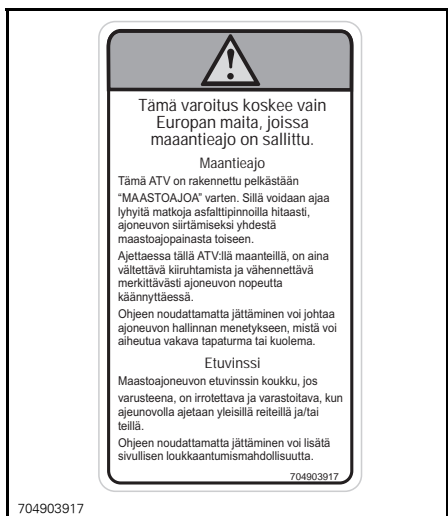 Tämä varoitus koskee vain
Europan maita, joissa
maaantieajo on sallittu.
Maantieajo
Tämä ATV on rakennettu pelkästään
“MAASTOAJOA” varten. Sillä voidaan ajaa
lyhyitä matkoja asfalttipinnoilla hitaasti,
ajoneuvon siirtämiseksi yhdestä
maastoajopainasta toiseen.
Ajettaessa tällä ATV:llä maanteillä, on aina
vältettävä kiiruhtamista ja vähennettävä
merkittävästi ajoneuvon nopeutta
käännyttäessä.
Ohjeen noudattamatta jättäminen voi johtaa
ajoneuvon hallinnan menetykseen, mistä voi
aiheutua vakava tapaturma tai kuolema.
Etuvinssi
Maastoajoneuvon etuvinssin koukku, jos
varusteena, on irrotettava ja varastoitava, kun
ajeunovolla ajetaan yleisillä reiteillä ja/tai
teillä.
Ohjeen noudattamatta jättäminen voi lisätä
sivullisen loukkaantumismahdollisuutta.
704903917
704903917